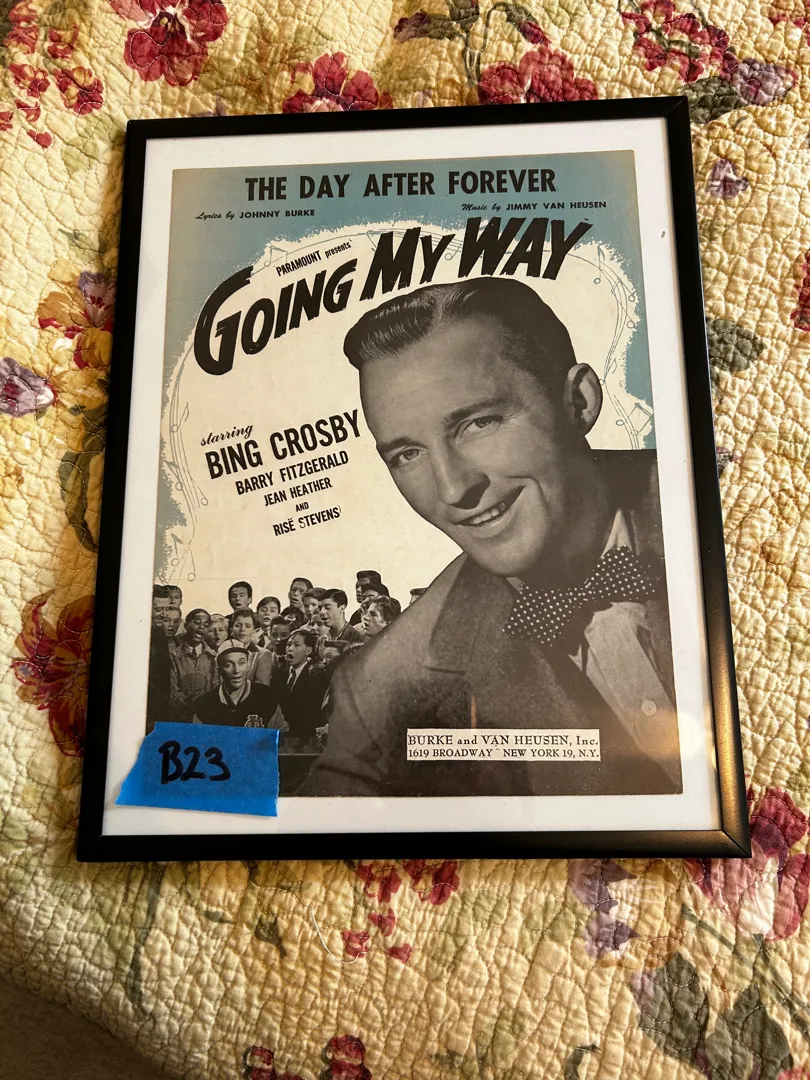 THE DAY AFTER FOREVER
Lyrics by JOHNNY BURKE
Music by JIMMY VAN HEUSEN
PARAMOUNT presents
GOING MY WAY
starring
BING CROSBY
BARRY FITZGERALD
JEAN HEATHER
AND
RISË STEVENS
BURKE and VAN HEUSEN, Inc.
1619 BROADWAY - NEW YORK 19, N.Y.
B23